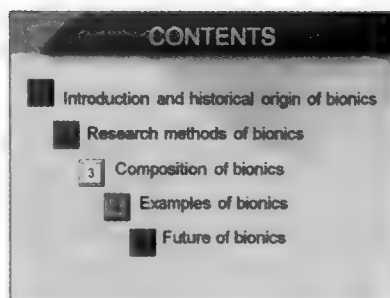 CONTENTS
Introduction and historical origin of bionics
Research methods of bionics
3 Composition of bionics
Examples of bionics
Future of bionics